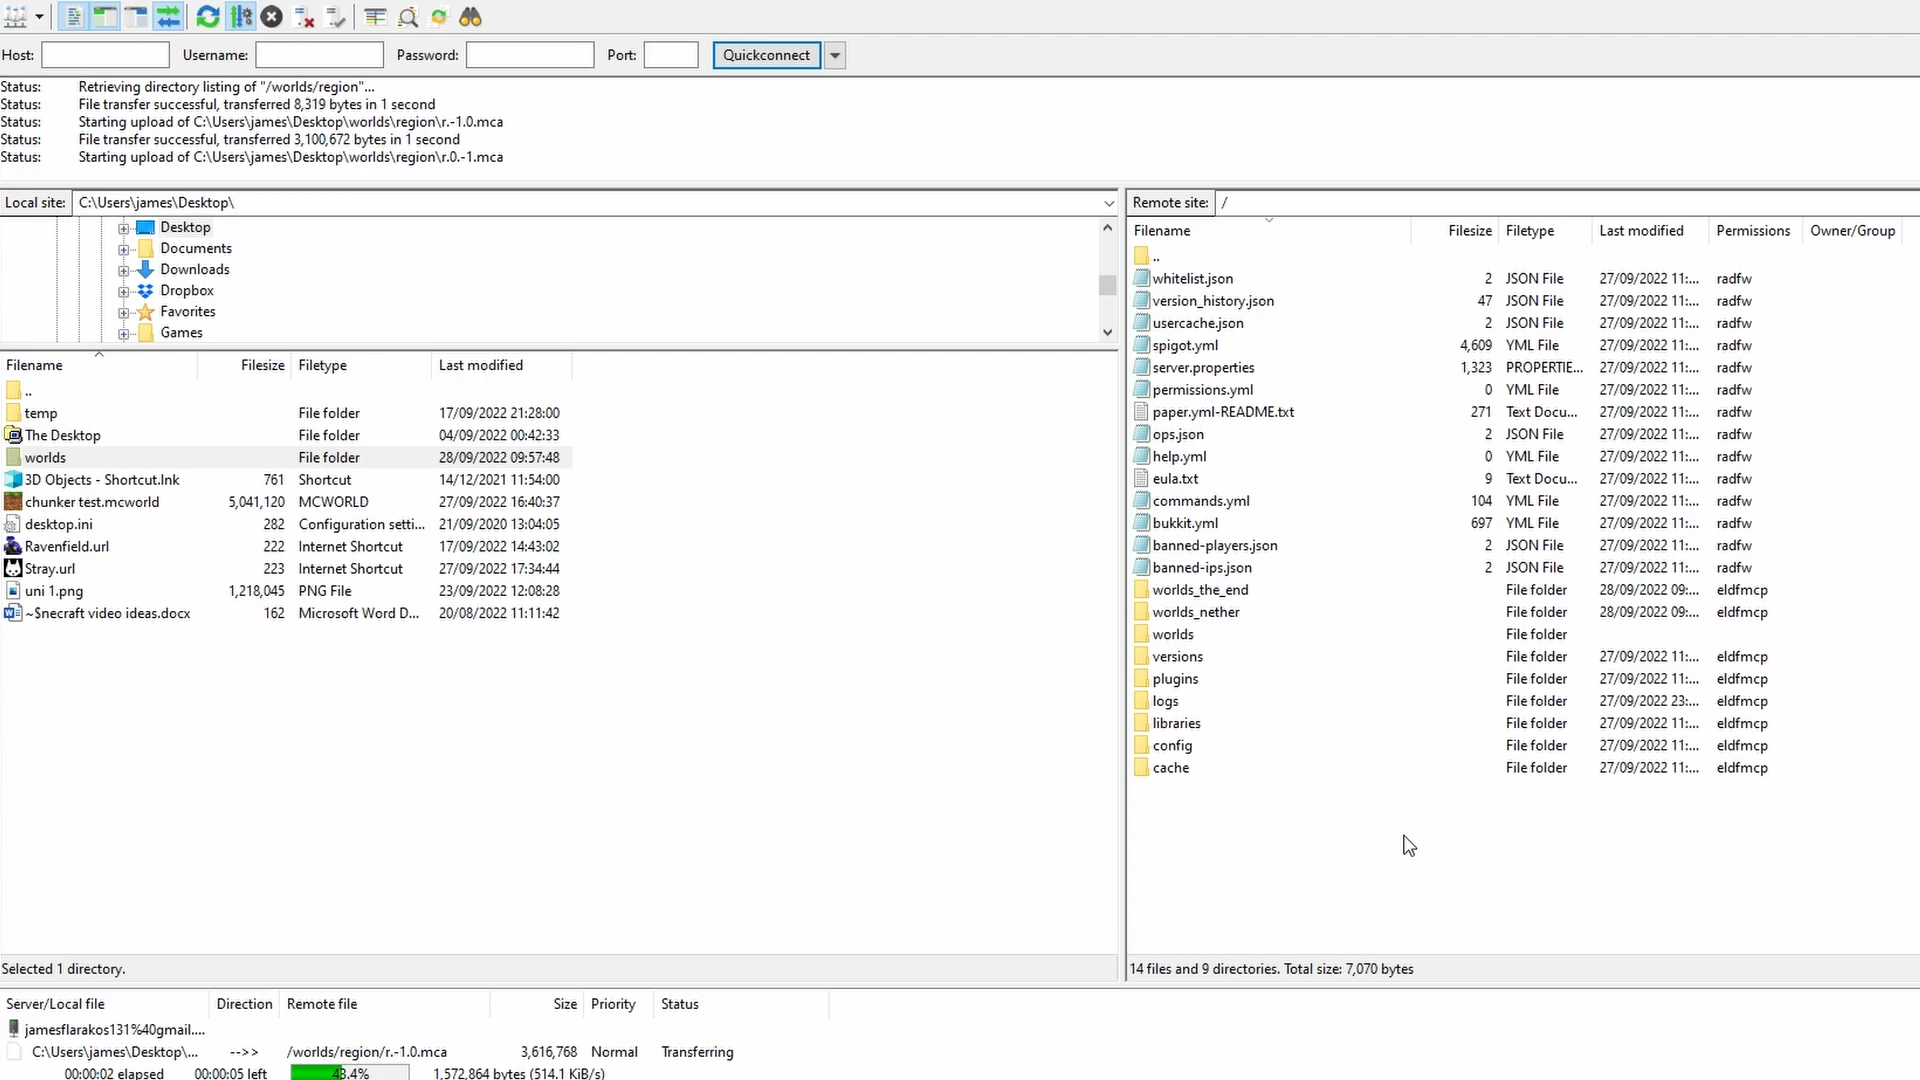 Host: Username: Password: Port: Quickconnect
Status: Retrieving directory listing of "/worlds/region"...
Status: File transfer successful, transferred 8,319 bytes in 1 second
Status: Starting upload of C:\Users\james\Desktop\worlds\region\r.-1.0.mca
Status: File transfer successful, transferred 3,100,672 bytes in 1 second
Status: Starting upload of C:\Users\james\Desktop\worlds\region\r.0.-1.mca
Local site: C:\Users\james\Desktop\
Desktop
Documents
Downloads
Dropbox
Favorites
Games
Filename Filesize Filetype Last modified
..
temp File folder 17/09/2022 21:28:00
The Desktop File folder 04/09/2022 00:42:33
worlds File folder 28/09/2022 09:57:48
3D Objects - Shortcut.lnk 761 Shortcut 14/12/2021 11:54:00
chunker test.mcworld 5,041,120 MCWORLD 27/09/2022 16:40:37
desktop.ini 282 Configuration setti... 21/09/2020 13:04:05
Ravenfield.url 222 Internet Shortcut 17/09/2022 14:43:02
Stray.url 223 Internet Shortcut 27/09/2022 17:34:44
uni 1.png 1,218,045 PNG File 23/09/2022 12:08:28
~$necraft video ideas.docx 162 Microsoft Word D... 20/08/2022 11:11:42
Selected 1 directory.
Remote site: /
Filename Filesize Filetype Last modified Permissions Owner/Group
..
whitelist.json 2 JSON File 27/09/2022 11:... radfw
version_history.json 47 JSON File 27/09/2022 11:... radfw
usercache.json 2 JSON File 27/09/2022 11:... radfw
spigot.yml 4,609 YML File 27/09/2022 11:... radfw
server.properties 1,323 PROPERTIE... 27/09/2022 11:... radfw
permissions.yml 0 YML File 27/09/2022 11:... radfw
paper.yml-README.txt 271 Text Docu... 27/09/2022 11:... radfw
ops.json 2 JSON File 27/09/2022 11:... radfw
help.yml 0 YML File 27/09/2022 11:... radfw
eula.txt 9 Text Docu... 27/09/2022 11:... radfw
commands.yml 104 YML File 27/09/2022 11:... radfw
bukkit.yml 697 YML File 27/09/2022 11:... radfw
banned-players.json 2 JSON File 27/09/2022 11:... radfw
banned-ips.json 2 JSON File 27/09/2022 11:... radfw
worlds_the_end File folder 28/09/2022 09:... eldfmcp
worlds_nether File folder 28/09/2022 09:... eldfmcp
worlds File folder
versions File folder 27/09/2022 11:... eldfmcp
plugins File folder 27/09/2022 11:... eldfmcp
logs File folder 27/09/2022 23:... eldfmcp
libraries File folder 27/09/2022 11:... eldfmcp
config File folder 27/09/2022 11:... eldfmcp
cache File folder 27/09/2022 11:... eldfmcp
14 files and 9 directories. Total size: 7,070 bytes
Server/Local file Direction Remote file Size Priority Status
jamesflarakos131%40gmail....
C:\Users\james\Desktop\... -->> /worlds/region/r.-1.0.mca 3,616,768 Normal Transferring
00:00:02 elapsed 00:00:05 left 43.4% 1,572,864 bytes (514.1 KiB/s)